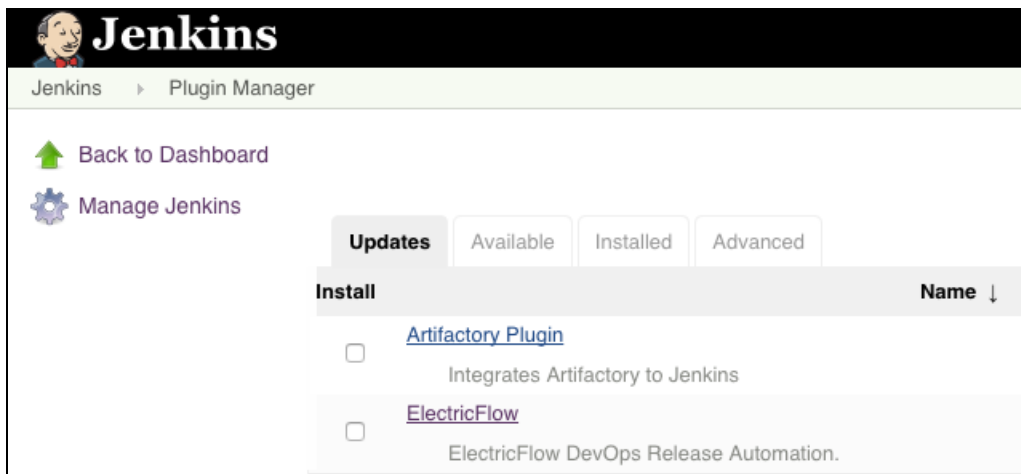 Jenkins
Jenkins Plugin Manager
Back to Dashboard
Manage Jenkins
Updates Available Installed Advanced
Install Name ↓
Artifactory Plugin
Integrates Artifactory to Jenkins
ElectricFlow
ElectricFlow DevOps Release Automation.